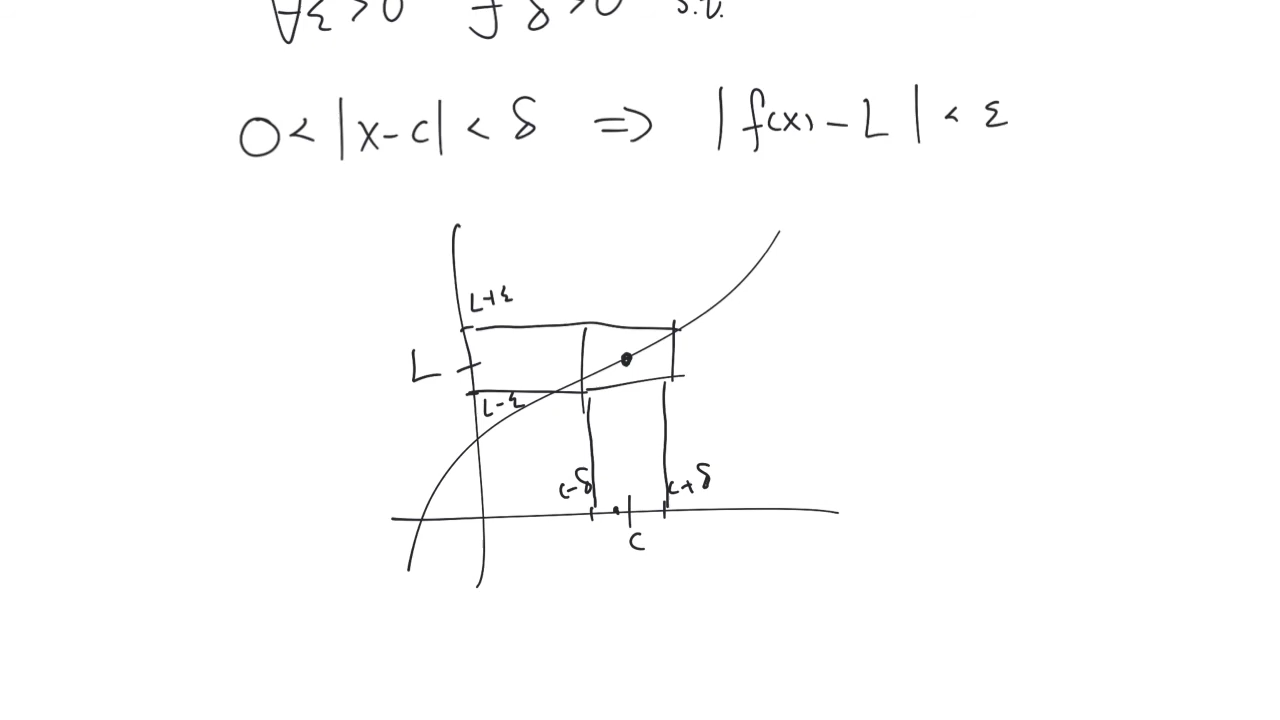 ∀ε > 0 ∃ δ > 0 s.t.
0 < |x - c| < δ ⇒ |f(x) - L| < ε
L+ε
L
L-ε
c-δ c+δ
c